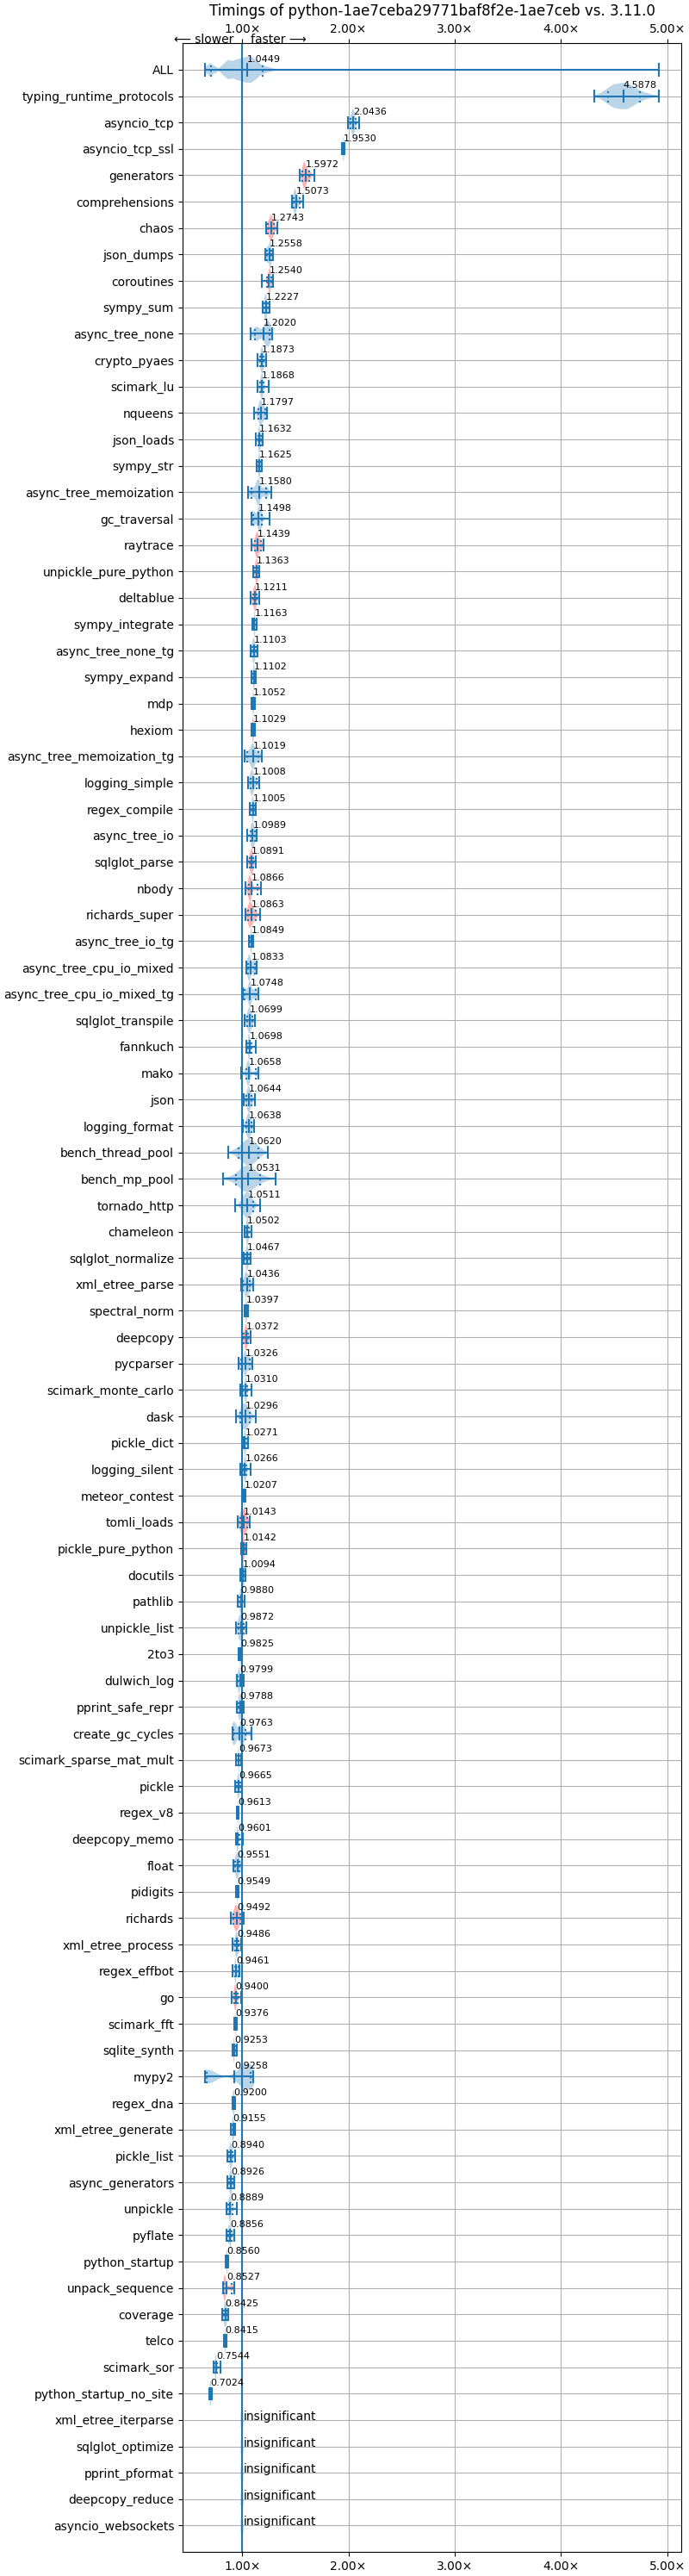 Timings of python-1ae7ceba29771baf8f2e-1ae7ceb vs. 3.11.0
1.00× 2.00× 3.00× 4.00× 5.00×
⟵ slower faster ⟶
ALL 1.0449
typing_runtime_protocols 4.5878
asyncio_tcp 2.0436
asyncio_tcp_ssl 1.9530
generators 1.5972
comprehensions 1.5073
chaos 1.2743
json_dumps 1.2558
coroutines 1.2540
sympy_sum 1.2227
async_tree_none 1.2020
crypto_pyaes 1.1873
scimark_lu 1.1868
nqueens 1.1797
json_loads 1.1632
sympy_str 1.1625
async_tree_memoization 1.1580
gc_traversal 1.1498
raytrace 1.1439
unpickle_pure_python 1.1363
deltablue 1.1211
sympy_integrate 1.1163
async_tree_none_tg 1.1103
sympy_expand 1.1102
mdp 1.1052
hexiom 1.1029
async_tree_memoization_tg 1.1019
logging_simple 1.1008
regex_compile 1.1005
async_tree_io 1.0989
sqlglot_parse 1.0891
nbody 1.0866
richards_super 1.0863
async_tree_io_tg 1.0849
async_tree_cpu_io_mixed 1.0833
async_tree_cpu_io_mixed_tg 1.0748
sqlglot_transpile 1.0699
fannkuch 1.0698
mako 1.0658
json 1.0644
logging_format 1.0638
bench_thread_pool 1.0620
bench_mp_pool 1.0531
tornado_http 1.0511
chameleon 1.0502
sqlglot_normalize 1.0467
xml_etree_parse 1.0436
spectral_norm 1.0397
deepcopy 1.0372
pycparser 1.0326
scimark_monte_carlo 1.0310
dask 1.0296
pickle_dict 1.0271
logging_silent 1.0266
meteor_contest 1.0207
tomli_loads 1.0143
pickle_pure_python 1.0142
docutils 1.0094
pathlib 0.9880
unpickle_list 0.9872
2to3 0.9825
dulwich_log 0.9799
pprint_safe_repr 0.9788
create_gc_cycles 0.9763
scimark_sparse_mat_mult 0.9673
pickle 0.9665
regex_v8 0.9613
deepcopy_memo 0.9601
float 0.9551
pidigits 0.9549
richards 0.9492
xml_etree_process 0.9486
regex_effbot 0.9461
go 0.9400
scimark_fft 0.9376
sqlite_synth 0.9253
mypy2 0.9258
regex_dna 0.9200
xml_etree_generate 0.9155
pickle_list 0.8940
async_generators 0.8926
unpickle 0.8889
pyflate 0.8856
python_startup 0.8560
unpack_sequence 0.8527
coverage 0.8425
telco 0.8415
scimark_sor 0.7544
python_startup_no_site 0.7024
xml_etree_iterparse insignificant
sqlglot_optimize insignificant
pprint_pformat insignificant
deepcopy_reduce insignificant
asyncio_websockets insignificant
1.00× 2.00× 3.00× 4.00× 5.00×